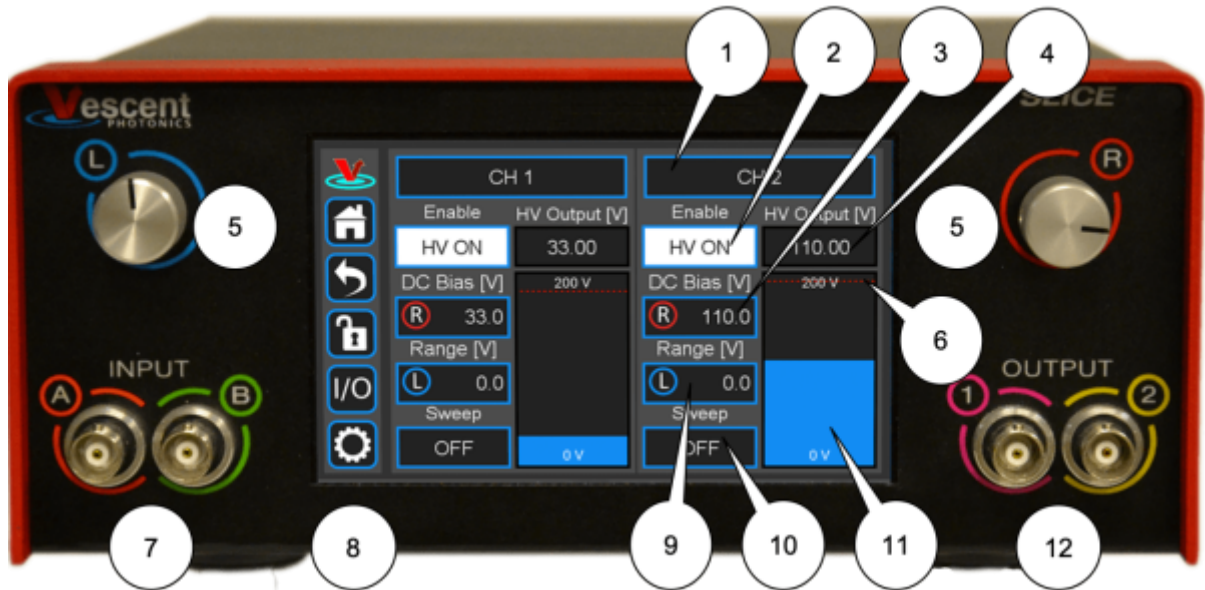 1
2
3
4
Vescent
PHOTONICS
SLICE
L
R
5
5
CH 1
CH 2
Enable
HV Output [V]
Enable
HV Output [V]
HV ON
33.00
HV ON
110.00
DC Bias [V]
200 V
DC Bias [V]
200 V
R 33.0
R 110.0
6
Range [V]
Range [V]
L 0.0
L 0.0
I/O
Sweep
Sweep
OFF
0 V
OFF
0 V
INPUT
A
B
OUTPUT
1
2
7
8
9
10
11
12